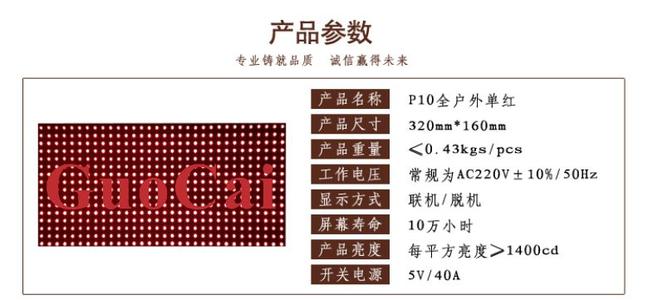 产品参数
专业铸就品质 诚信赢得未来
GuoCai
产品名称 P10全户外单红
产品尺寸 320mm*160mm
产品重量 ≤0.43kgs/pcs
工作电压 常规为AC220V±10%/50Hz
显示方式 联机/脱机
屏幕寿命 10万小时
产品亮度 每平方亮度≥1400cd
开关电源 5V/40A